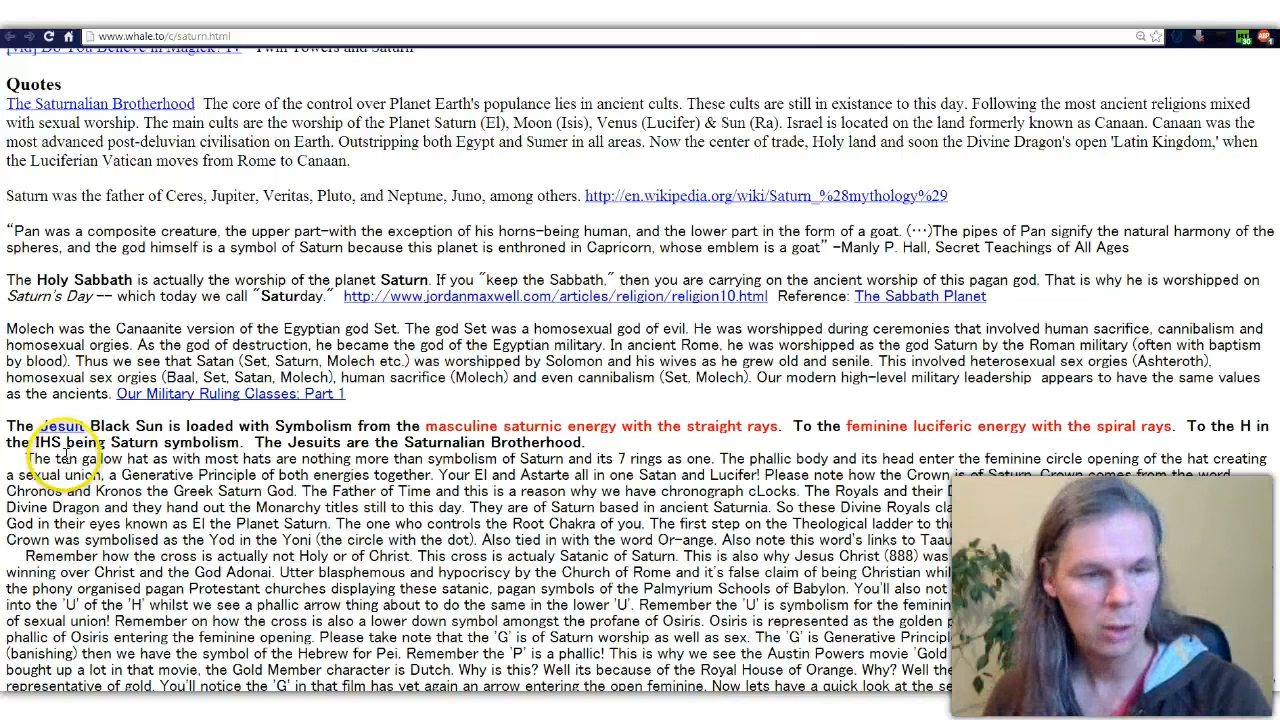 www.whale.to/c/saturn.html
[vid] Do You Believe in Magick? IV Twin Towers and Saturn
Quotes
The Saturnalian Brotherhood The core of the control over Planet Earth's populance lies in ancient cults. These cults are still in existance to this day. Following the most ancient religions mixed
with sexual worship. The main cults are the worship of the Planet Saturn (El), Moon (Isis), Venus (Lucifer) & Sun (Ra). Israel is located on the land formerly known as Canaan. Canaan was the
most advanced post-deluvian civilisation on Earth. Outstripping both Egypt and Sumer in all areas. Now the center of trade, Holy land and soon the Divine Dragon's open 'Latin Kingdom,' when
the Luciferian Vatican moves from Rome to Canaan.
Saturn was the father of Ceres, Jupiter, Veritas, Pluto, and Neptune, Juno, among others. http://en.wikipedia.org/wiki/Saturn_%28mythology%29
“Pan was a composite creature, the upper part-with the exception of his horns-being human, and the lower part in the form of a goat. (…)The pipes of Pan signify the natural harmony of the
spheres, and the god himself is a symbol of Saturn because this planet is enthroned in Capricorn, whose emblem is a goat” -Manly P. Hall, Secret Teachings of All Ages
The Holy Sabbath is actually the worship of the planet Saturn. If you "keep the Sabbath," then you are carrying on the ancient worship of this pagan god. That is why he is worshipped on
Saturn's Day -- which today we call "Saturday." http://www.jordanmaxwell.com/articles/religion/religion10.html Reference: The Sabbath Planet
Molech was the Canaanite version of the Egyptian god Set. The god Set was a homosexual god of evil. He was worshipped during ceremonies that involved human sacrifice, cannibalism and
homosexual orgies. As the god of destruction, he became the god of the Egyptian military. In ancient Rome, he was worshipped as the god Saturn by the Roman military (often with baptism
by blood). Thus we see that Satan (Set, Saturn, Molech etc.) was worshipped by Solomon and his wives as he grew old and senile. This involved heterosexual sex orgies (Ashteroth),
homosexual sex orgies (Baal, Set, Satan, Molech), human sacrifice (Molech) and even cannibalism (Set, Molech). Our modern high-level military leadership appears to have the same values
as the ancients. Our Military Ruling Classes: Part 1
The Jesuit Black Sun is loaded with Symbolism from the masculine saturnic energy with the straight rays. To the feminine luciferic energy with the spiral rays. To the H in
the IHS being Saturn symbolism. The Jesuits are the Saturnalian Brotherhood.
The ten gallow hat as with most hats are nothing more than symbolism of Saturn and its 7 rings as one. The phallic body and its head enter the feminine circle opening of the hat creating
a sexual union, a Generative Principle of both energies together. Your El and Astarte all in one Satan and Lucifer! Please note how the Crown is of Saturn. Crown comes from the word
Chronos and Kronos the Greek Saturn God. The Father of Time and this is a reason why we have chronograph cLocks. The Royals and their
Divine Dragon and they hand out the Monarchy titles still to this day. They are of Saturn based in ancient Saturnia. So these Divine Royals
God in their eyes known as El the Planet Saturn. The one who controls the Root Chakra of you. The first step on the Theological ladder to the
Crown was symbolised as the Yod in the Yoni (the circle with the dot). Also tied in with the word Or-ange. Also note this word's links to
Remember how the cross is actually not Holy or of Christ. This cross is actualy Satanic of Saturn. This is also why Jesus Christ (888) was
winning over Christ and the God Adonai. Utter blasphemous and hypocrisy by the Church of Rome and it's false claim of being Christian
the phony organised pagan Protestant churches displaying these satanic, pagan symbols of the Palmyrium Schools of Babylon. You'll also not
into the 'U' of the 'H' whilst we see a phallic arrow thing about to do the same in the lower 'U'. Remember the 'U' is symbolism for the
of sexual union! Remember on how the cross is also a lower down symbol amongst the profane of Osiris. Osiris is represented as the golden
phallic of Osiris entering the feminine opening. Please take note that the 'G' is of Saturn worship as well as sex. The 'G' is Generative
(banishing) then we have the symbol of the Hebrew for Pei. Remember the 'P' is a phallic! This is why we see the Austin Powers movie 'Gold
bought up a lot in that movie, the Gold Member character is Dutch. Why is this? Well its because of the Royal House of Orange. Why? Well the
representative of gold. You'll notice the 'G' in that film has yet again an arrow entering the open feminine. Now lets have a quick look at the